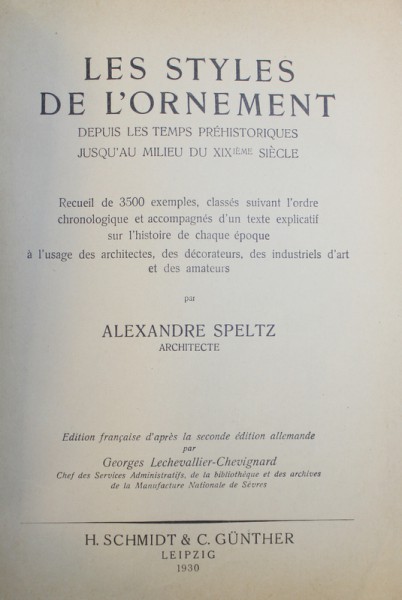 LES STYLES
DE L'ORNEMENT
DEPUIS LES TEMPS PRÉHISTORIQUES
JUSQU'AU MILIEU DU XIXIÈME SIÈCLE
Recueil de 3500 exemples, classés suivant l'ordre
chronologique et accompagnés d'un texte explicatif
sur l'histoire de chaque époque
à l'usage des architectes, des décorateurs, des industriels d'art
et des amateurs
par
ALEXANDRE SPELTZ
ARCHITECTE
Edition française d'après la seconde édition allemande
par
Georges Lechevallier-Chevignard
Chef des Services Administratifs, de la bibliothèque et des archives
de la Manufacture Nationale de Sèvres
H. SCHMIDT & C. GÜNTHER
LEIPZIG
1930